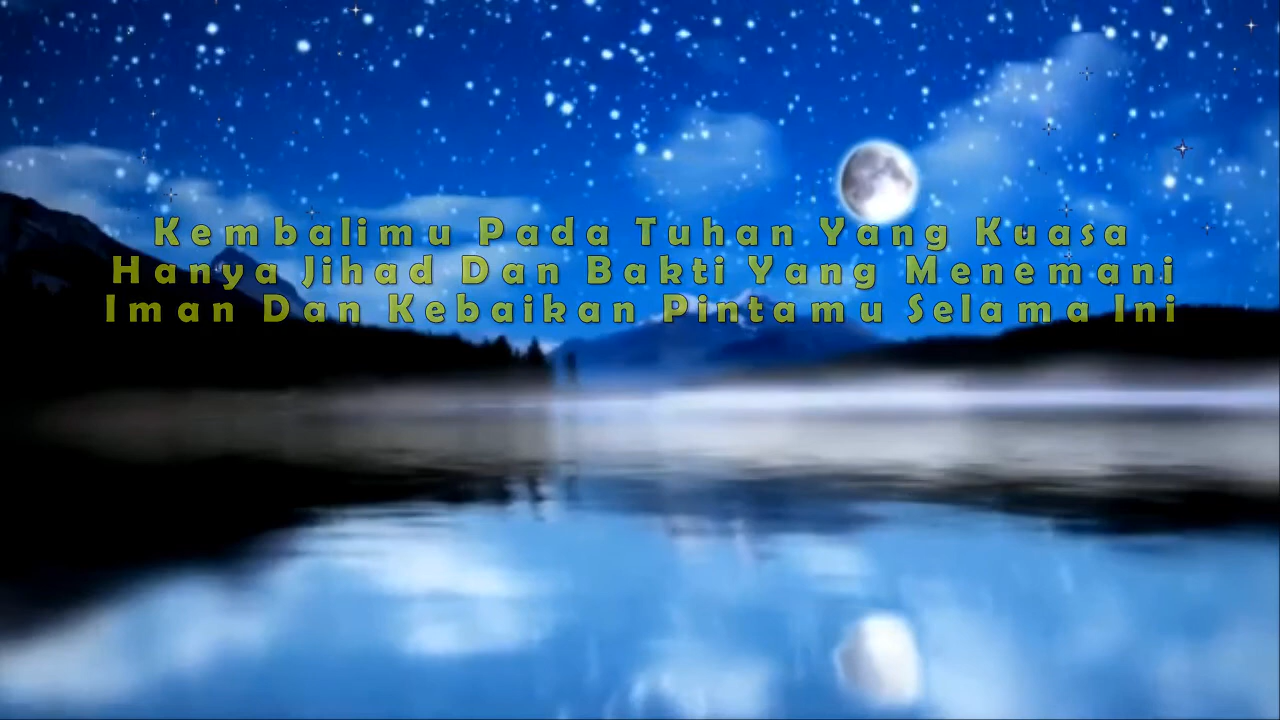 Kembalimu Pada Tuhan Yang Kuasa
Hanya Jihad Dan Bakti Yang Menemani
Iman Dan Kebaikan Pintamu Selama Ini